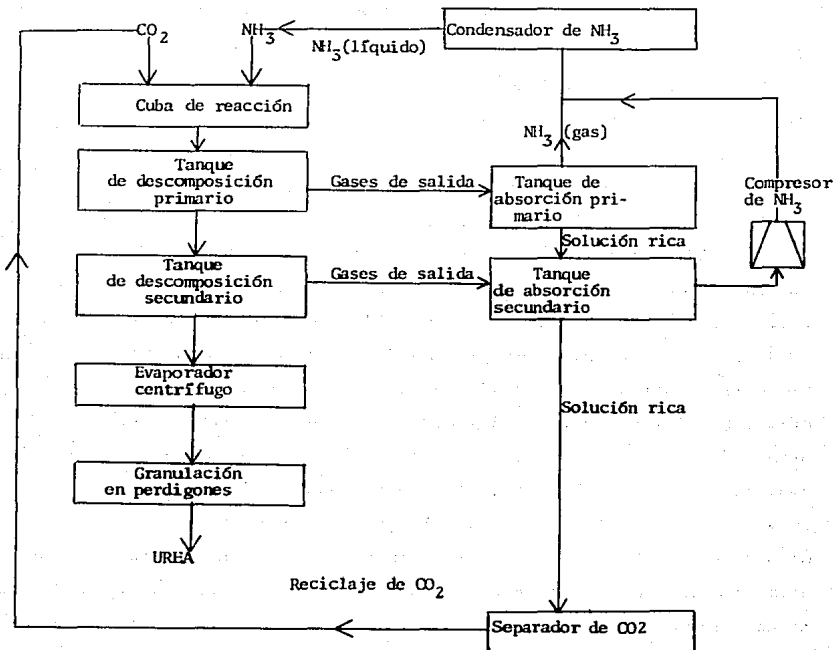 CO2
NH3
NH3(líquido)
Condensador de NH3
Cuba de reacción
NH3(gas)
Tanque
de descomposición
primario
Gases de salida
Tanque de
absorción pri-
mario
Compresor
de NH3
Solución rica
Tanque
de descomposición
secundario
Gases de salida
Tanque
de absorción
secundario
Evaporador
centrífugo
Solución rica
Granulación
en perdigones
UREA
Reciclaje de CO2
Separador de CO2